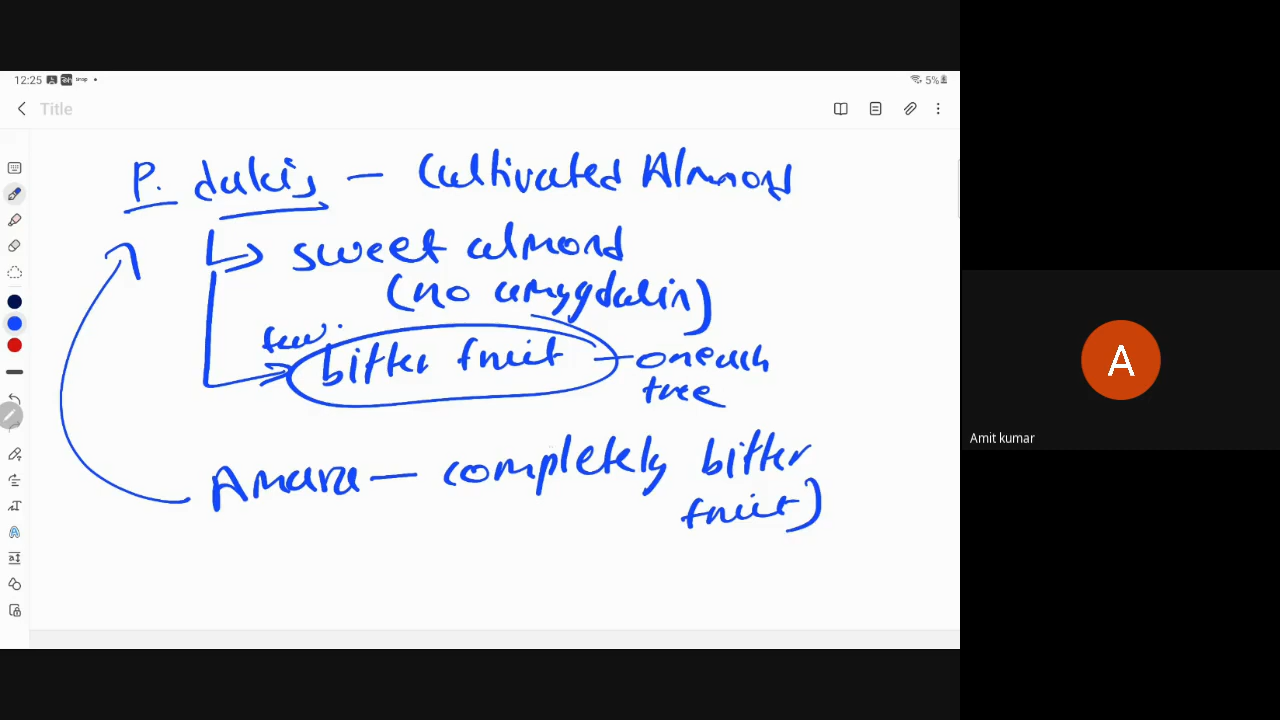 12:25
5%
Title
P. dulcis - Cultivated Almond
sweet almond
(no amygdalin)
few.
bitter fruit - on each
tree
Amara - completely bitter
fruit)
A
Amit kumar